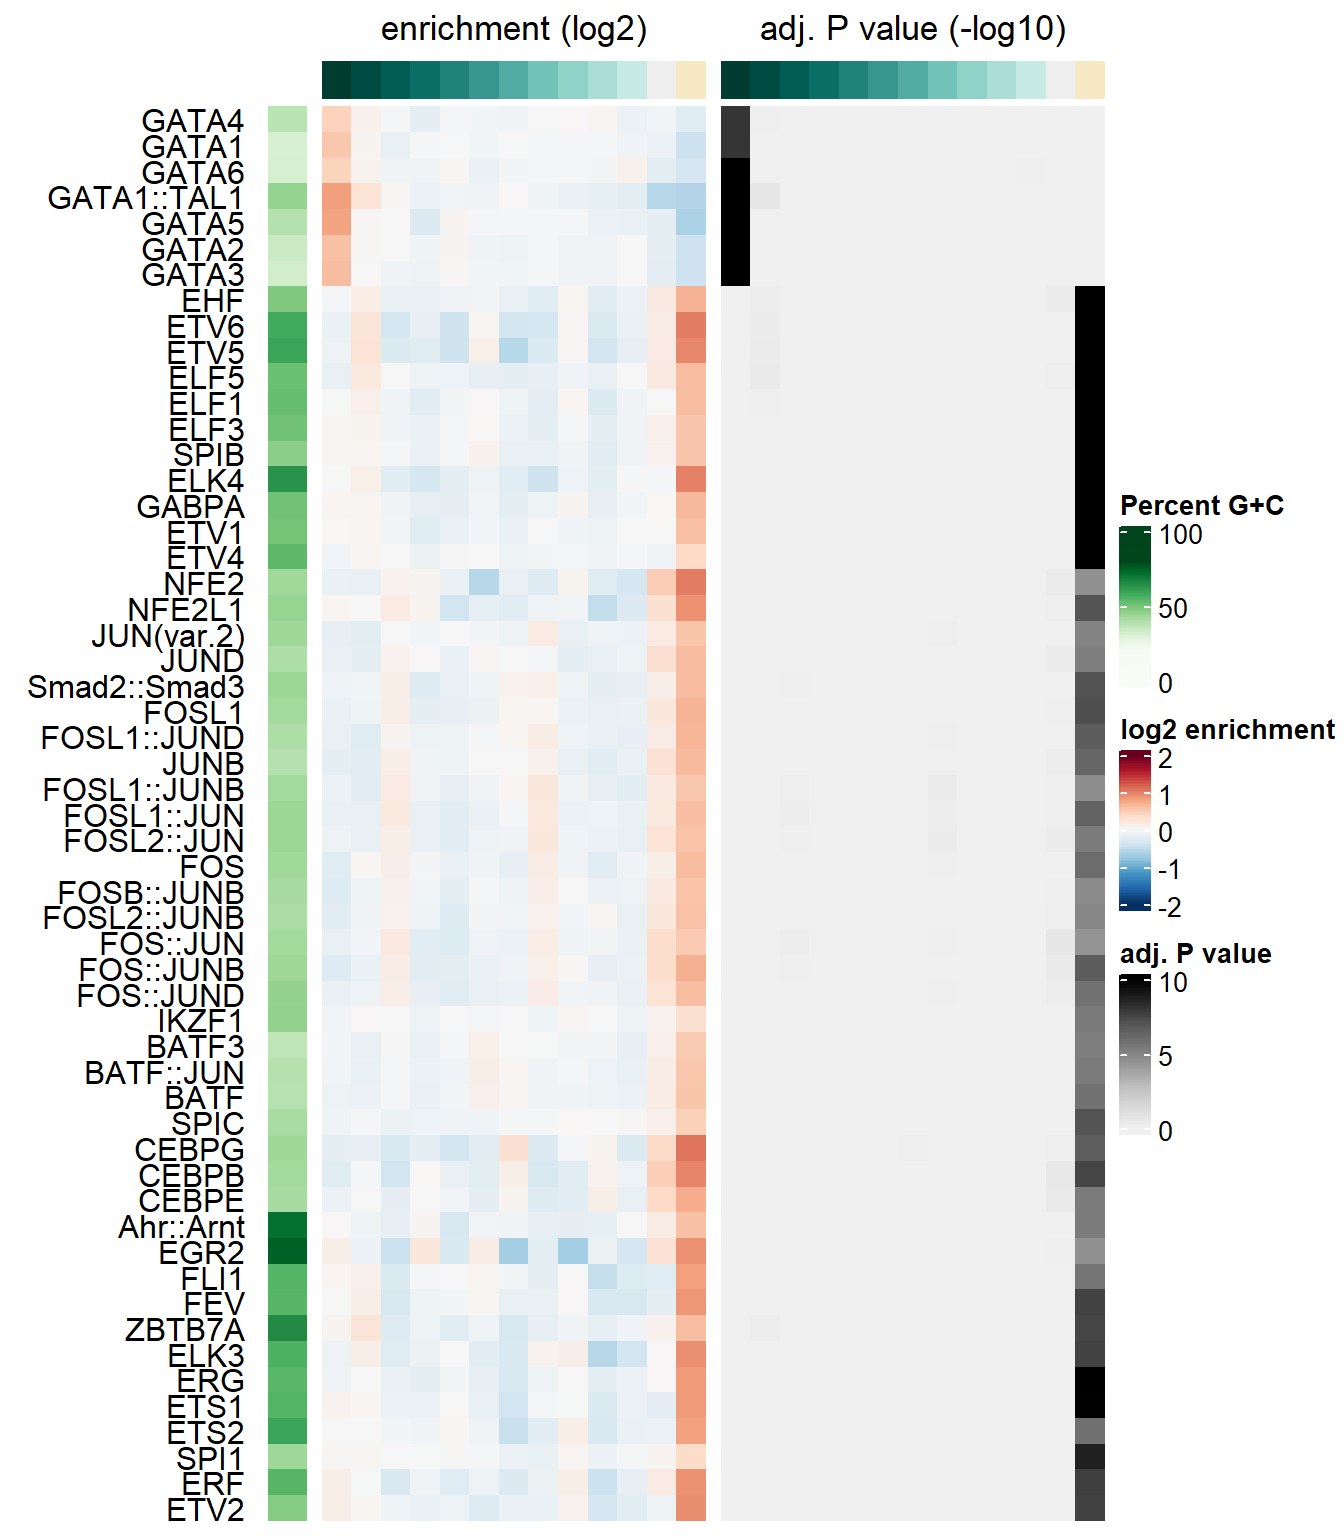 enrichment (log2)
adj. P value (-log10)
GATA4
GATA1
GATA6
GATA1::TAL1
GATA5
GATA2
GATA3
EHF
ETV6
ETV5
ELF5
ELF1
ELF3
SPIB
ELK4
GABPA
ETV1
ETV4
NFE2
NFE2L1
JUN(var.2)
JUND
Smad2::Smad3
FOSL1
FOSL1::JUND
JUNB
FOSL1::JUNB
FOSL1::JUN
FOSL2::JUN
FOS
FOSB::JUNB
FOSL2::JUNB
FOS::JUN
FOS::JUNB
FOS::JUND
IKZF1
BATF3
BATF::JUN
BATF
SPIC
CEBPG
CEBPB
CEBPE
Ahr::Arnt
EGR2
FLI1
FEV
ZBTB7A
ELK3
ERG
ETS1
ETS2
SPI1
ERF
ETV2
Percent G+C
100
50
0
log2 enrichment
2
1
0
-1
-2
adj. P value
10
5
0